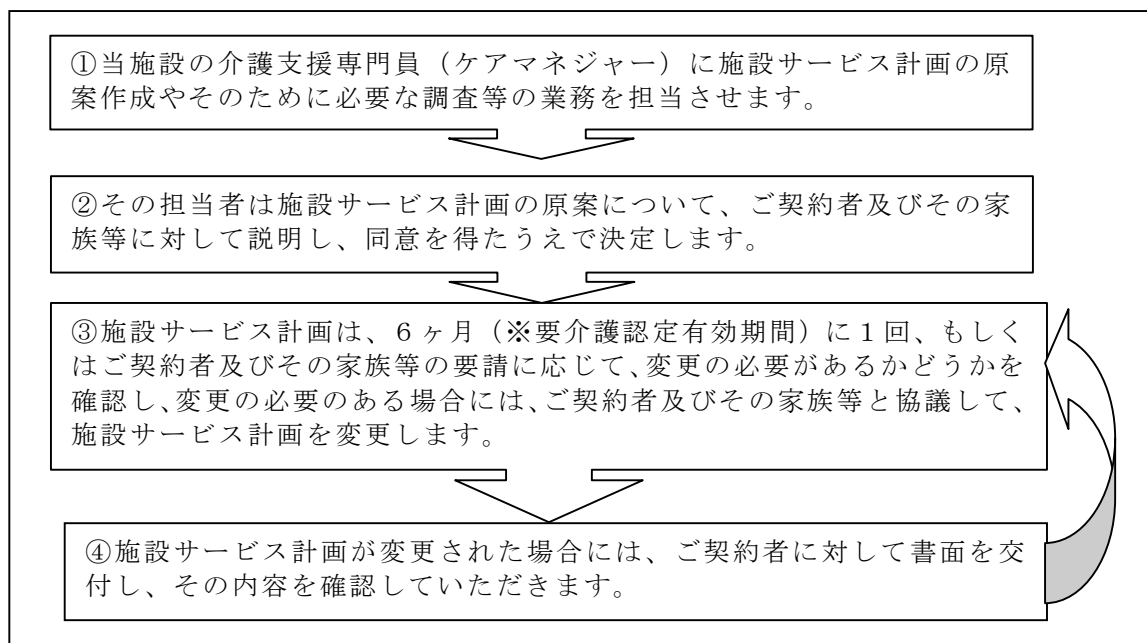 ①当施設の介護支援専門員（ケアマネジャー）に施設サービス計画の原
案作成やそのために必要な調査等の業務を担当させます。
②その担当者は施設サービス計画の原案について、ご契約者及びその家
族等に対して説明し、同意を得たうえで決定します。
③施設サービス計画は、６ヶ月（※要介護認定有効期間）に１回、もしく
はご契約者及びその家族等の要請に応じて、変更の必要があるかどうかを
確認し、変更の必要のある場合には、ご契約者及びその家族等と協議して、
施設サービス計画を変更します。
④施設サービス計画が変更された場合には、ご契約者に対して書面を交
付し、その内容を確認していただきます。